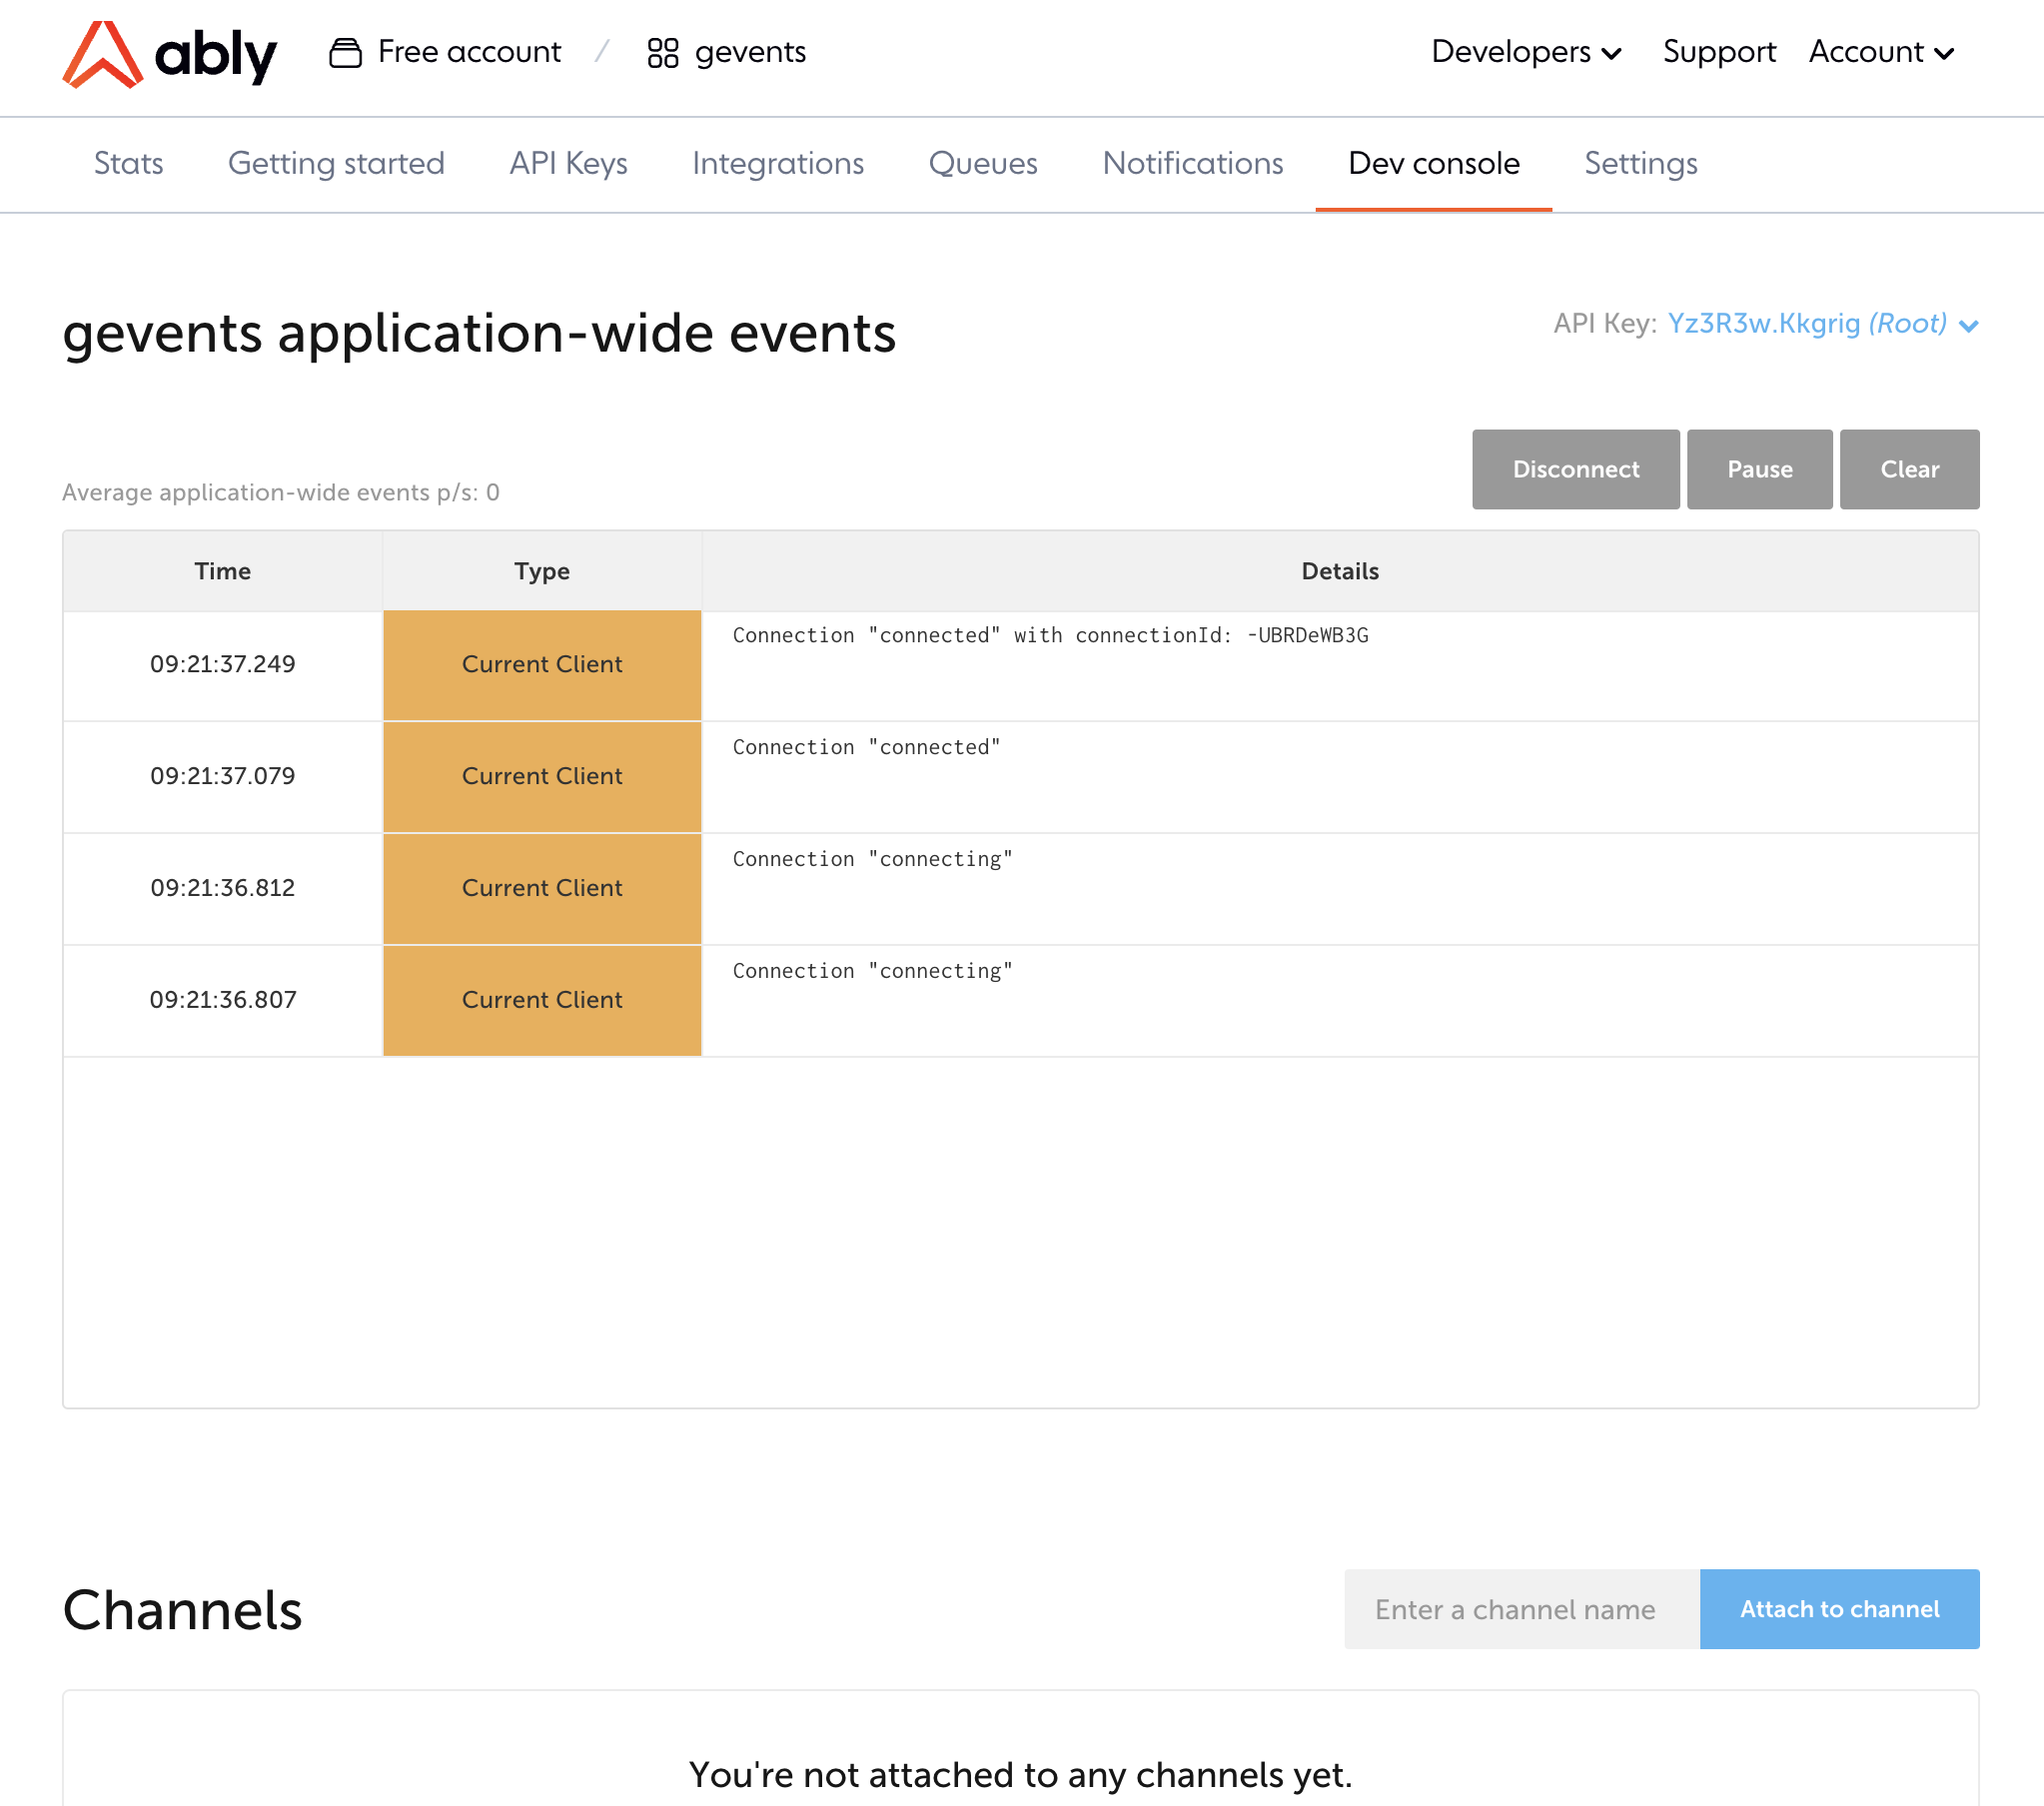 ably Free account / gevents Developers Support Account
Stats Getting started API Keys Integrations Queues Notifications Dev console Settings
gevents application-wide events
API Key: Yz3R3w.Kkgrig (Root)
Disconnect Pause Clear
Average application-wide events p/s: 0
Time Type Details
09:21:37.249 Current Client Connection "connected" with connectionId: -UBRDeWB3G
09:21:37.079 Current Client Connection "connected"
09:21:36.812 Current Client Connection "connecting"
09:21:36.807 Current Client Connection "connecting"
Channels Enter a channel name Attach to channel
You're not attached to any channels yet.